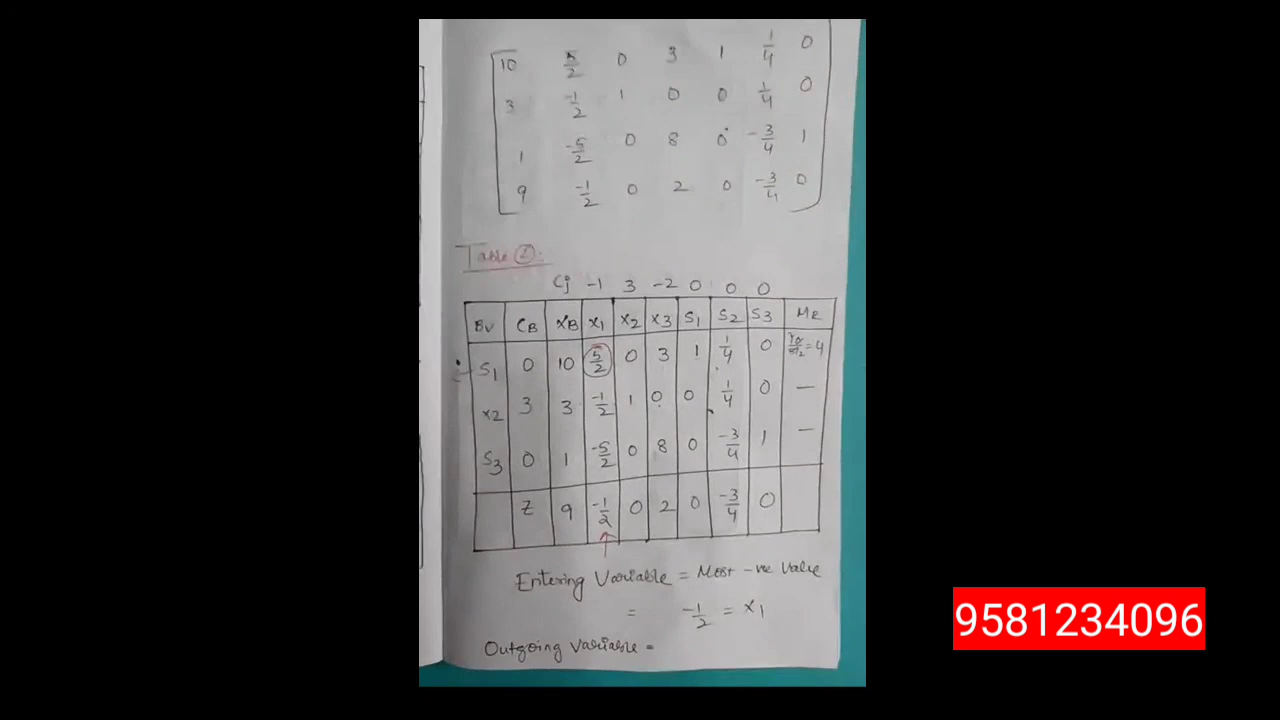 10 5/2 0 3 1 1/4 0
3 -1/2 1 0 0 1/4 0
1 -5/2 0 8 0 -3/4 1
9 -1/2 0 2 0 -3/4 0
Table ②.
Cj -1 3 -2 0 0 0
BV CB XB X1 X2 X3 S1 S2 S3 MR
S1 0 10 5/2 0 3 1 1/4 0 10/5/2 = 4
X2 3 3 -1/2 1 0 0 1/4 0 —
S3 0 1 -5/2 0 8 0 -3/4 1 —
Z 9 -1/2 0 2 0 -3/4 0
↑
Entering Variable = Most -ve Value
= -1/2 = X1
Outgoing Variable =
9581234096